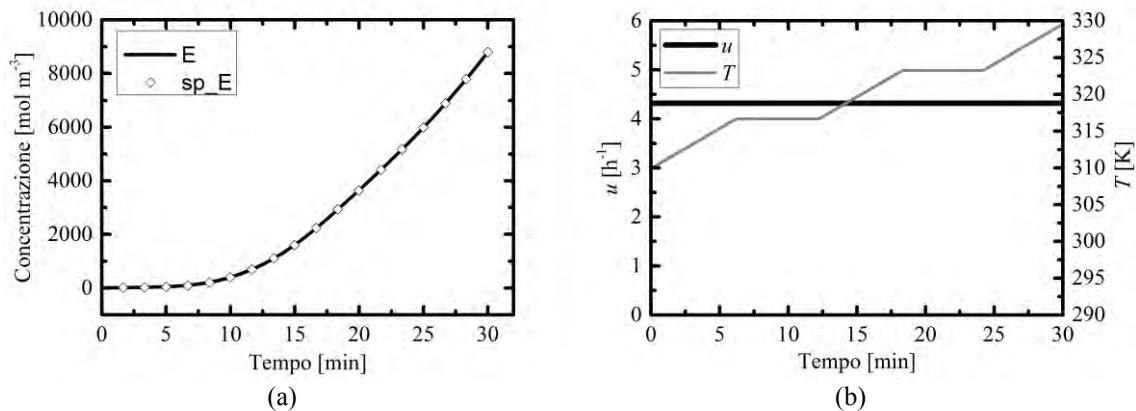 10000
8000
6000
4000
2000
0
Concentrazione [mol m⁻³]
E
sp_E
0 5 10 15 20 25 30
Tempo [min]
(a)
6
5
4
3
2
1
0
u [h⁻¹]
u
T
330
325
320
315
310
305
300
295
290
T [K]
0 5 10 15 20 25 30
Tempo [min]
(b)